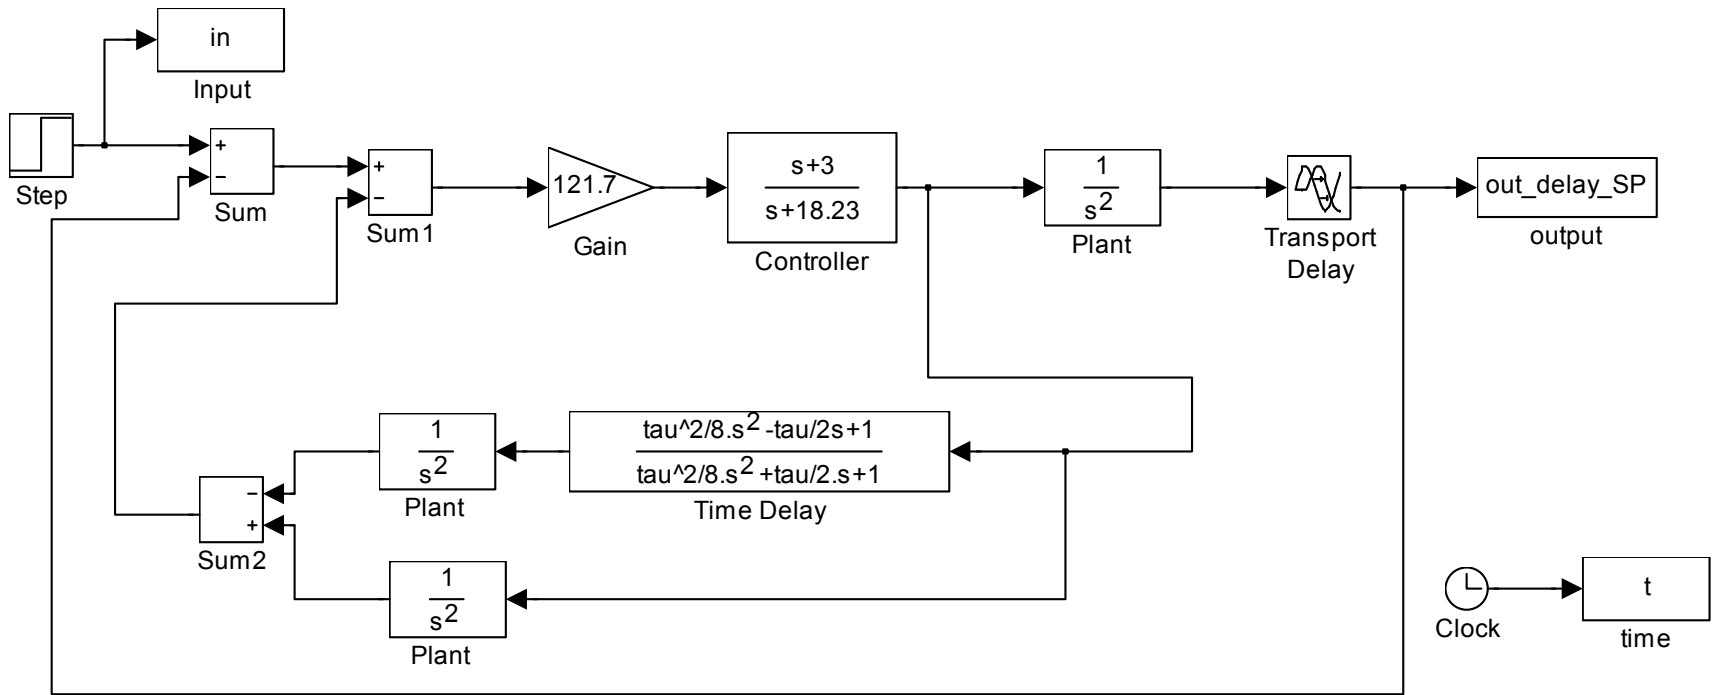 in
Input
Step
+
−
Sum
+
−
Sum1
121.7
Gain
s+3
s+18.23
Controller
1
s2
Plant
Transport
Delay
out_delay_SP
output
1
s2
Plant
tau^2/8.s2 -tau/2s+1
tau^2/8.s2 +tau/2.s+1
Time Delay
−
+
Sum2
1
s2
Plant
Clock
t
time